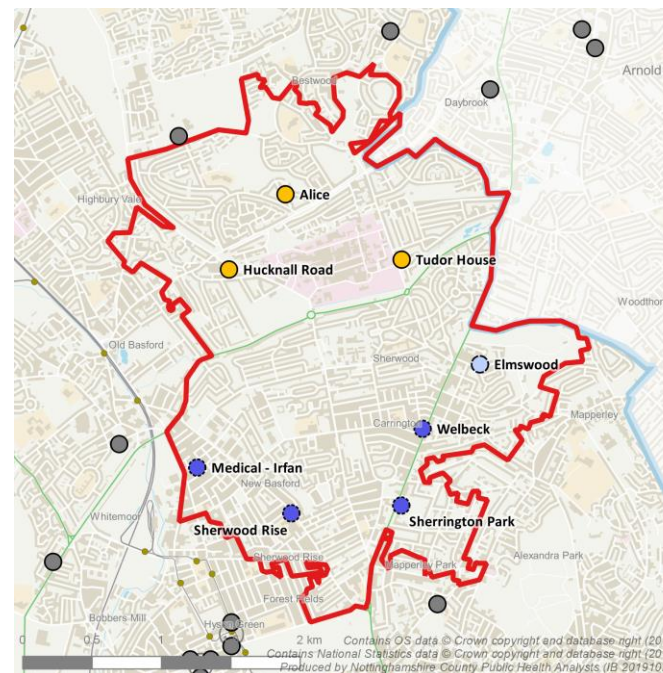 Bestwood
Arnold
Daybrook
Highbury Vale
Alice
Hucknall Road
Tudor House
Woodthor
Old Basford
Sherwood
Elmswood
Mapperley
Carrington
Welbeck
Medical - Irfan
New Basford
Whitemoor
Sherwood Rise
Sherrington Park
Sherwood Rise
Mapperley Park
Alexandra Park
Forest Fields
Bobbers Mill
Hyson Green
0 0.5 1 2 km
Contains OS data © Crown copyright and database right (20
Contains National Statistics data © Crown copyright and database right (20
Produced by Nottinghamshire County Public Health Analysts (IB 201910